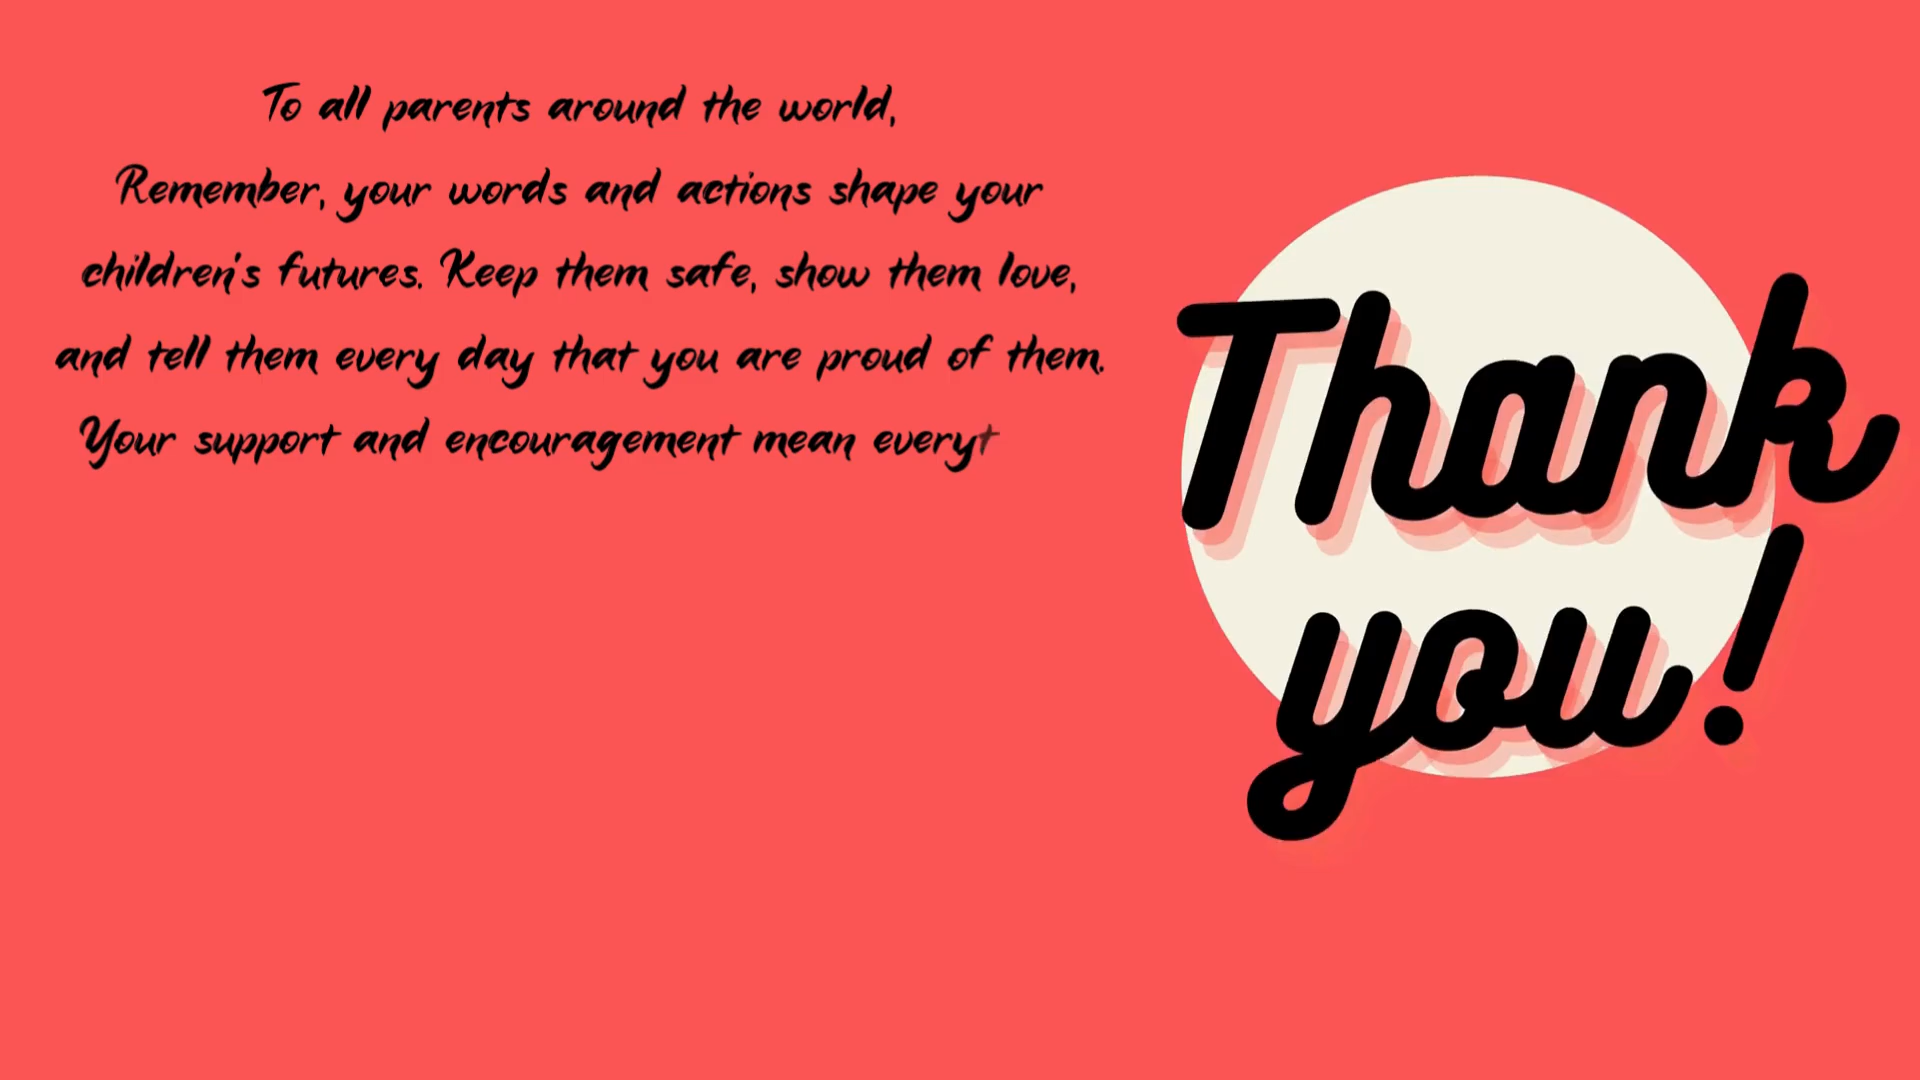 To all parents around the world,
Remember, your words and actions shape your
children's futures. Keep them safe, show them love,
and tell them every day that you are proud of them.
Your support and encouragement mean everyt
Thank
you!